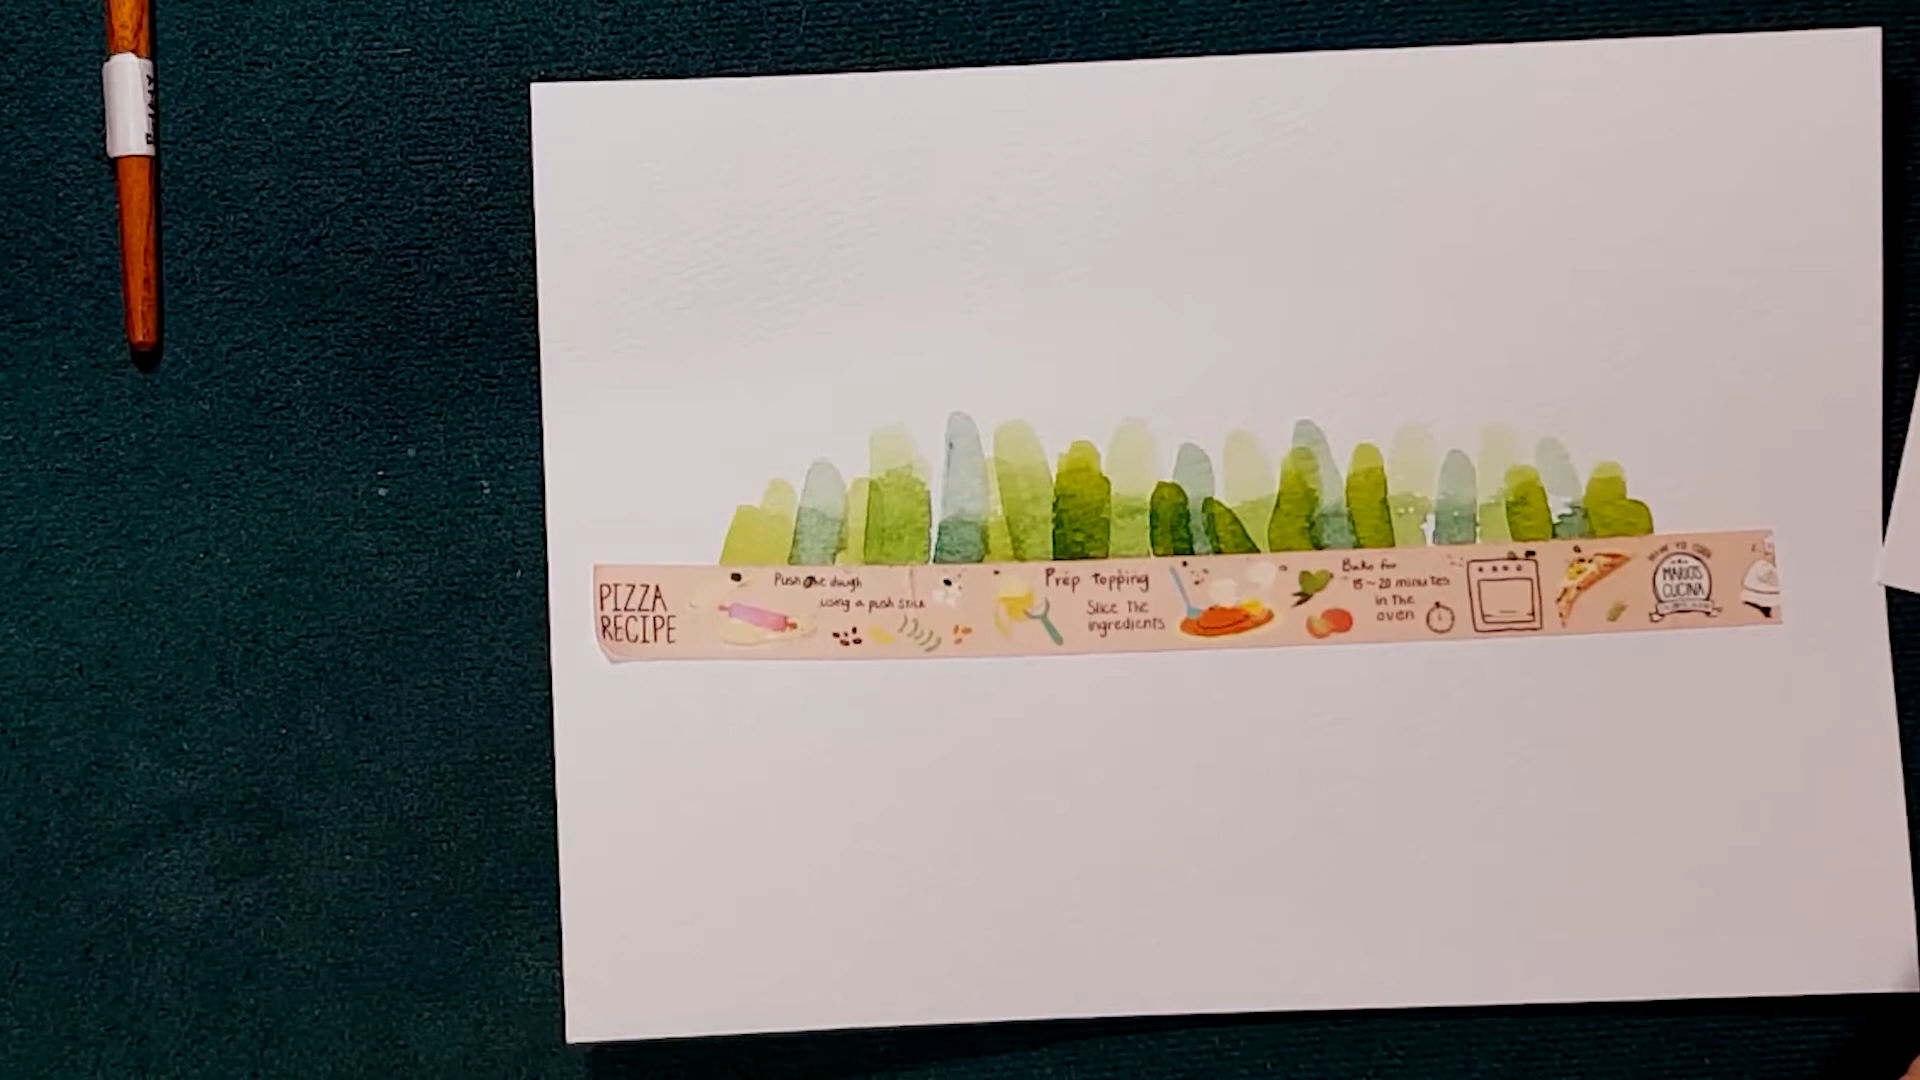 PIZZA
RECIPE
Push the dough
using a push stick
Prep topping
Slice the
ingredients
Bake for
15~20 minutes
in the
oven
HOW TO COOK
MARIO'S
CUCINA